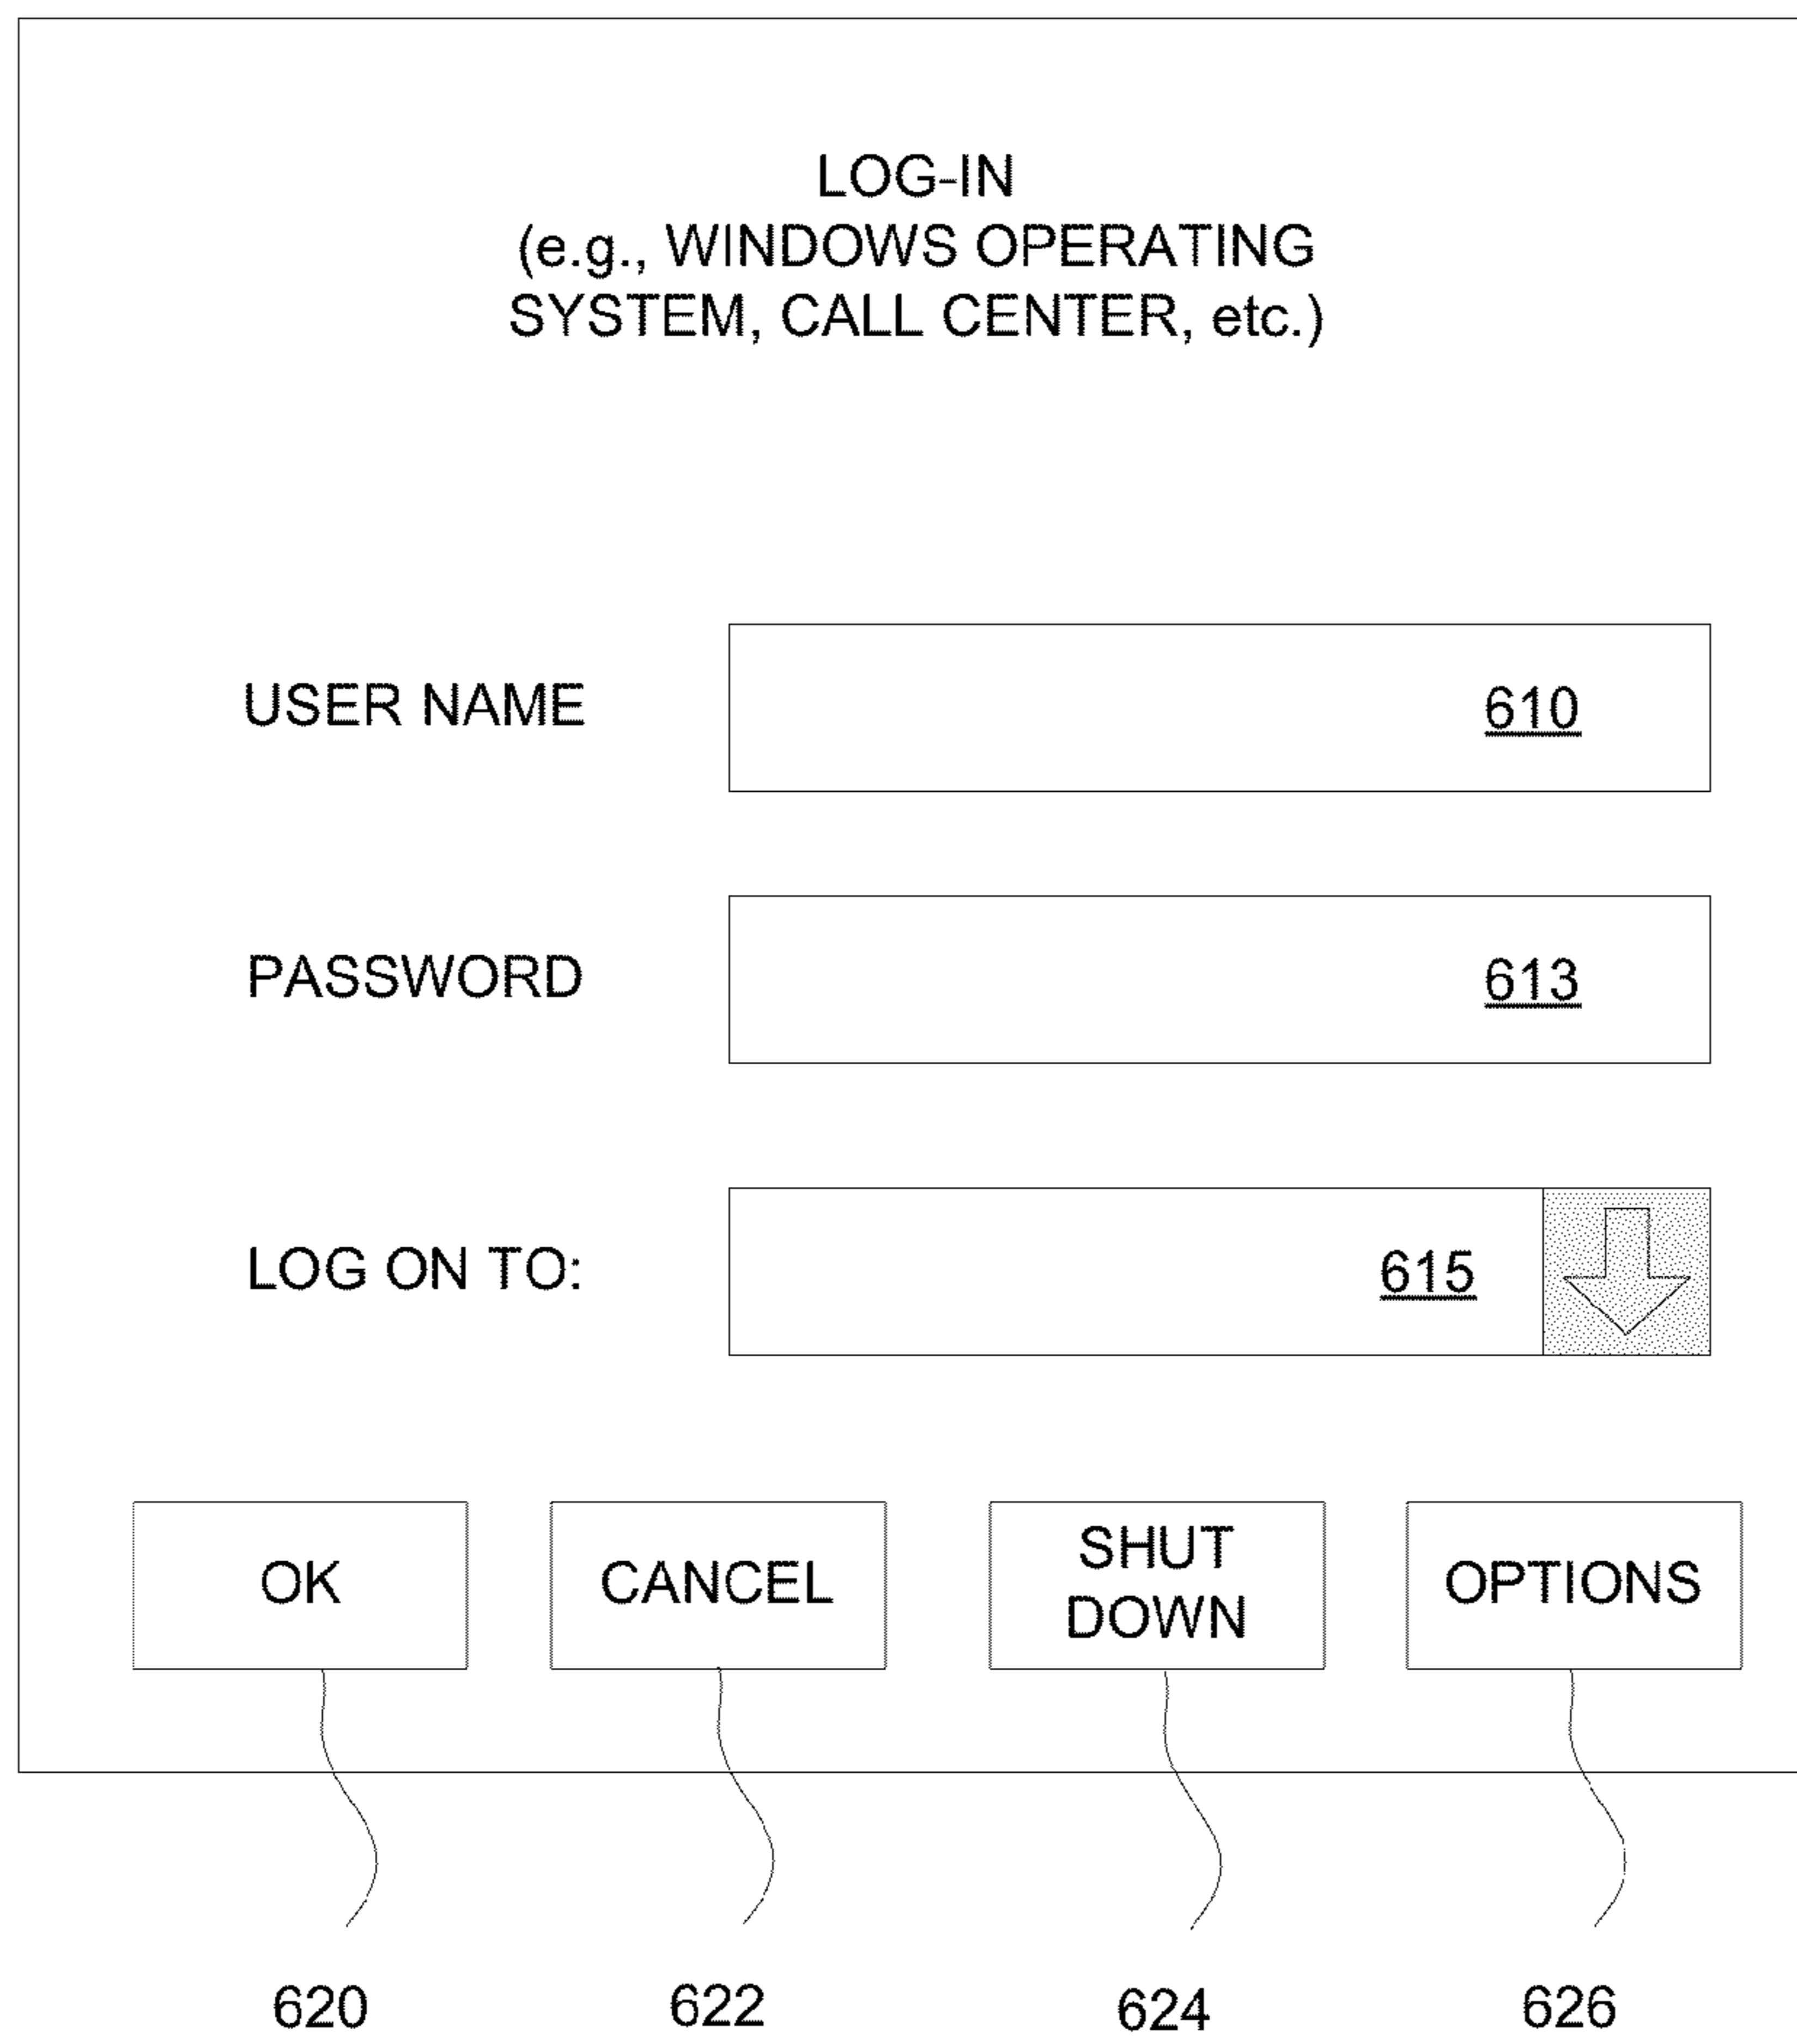 LOG-IN
(e.g., WINDOWS OPERATING
SYSTEM, CALL CENTER, etc.)
USER NAME
610
PASSWORD
613
LOG ON TO:
615
OK
CANCEL
SHUT
DOWN
OPTIONS
620
622
624
626